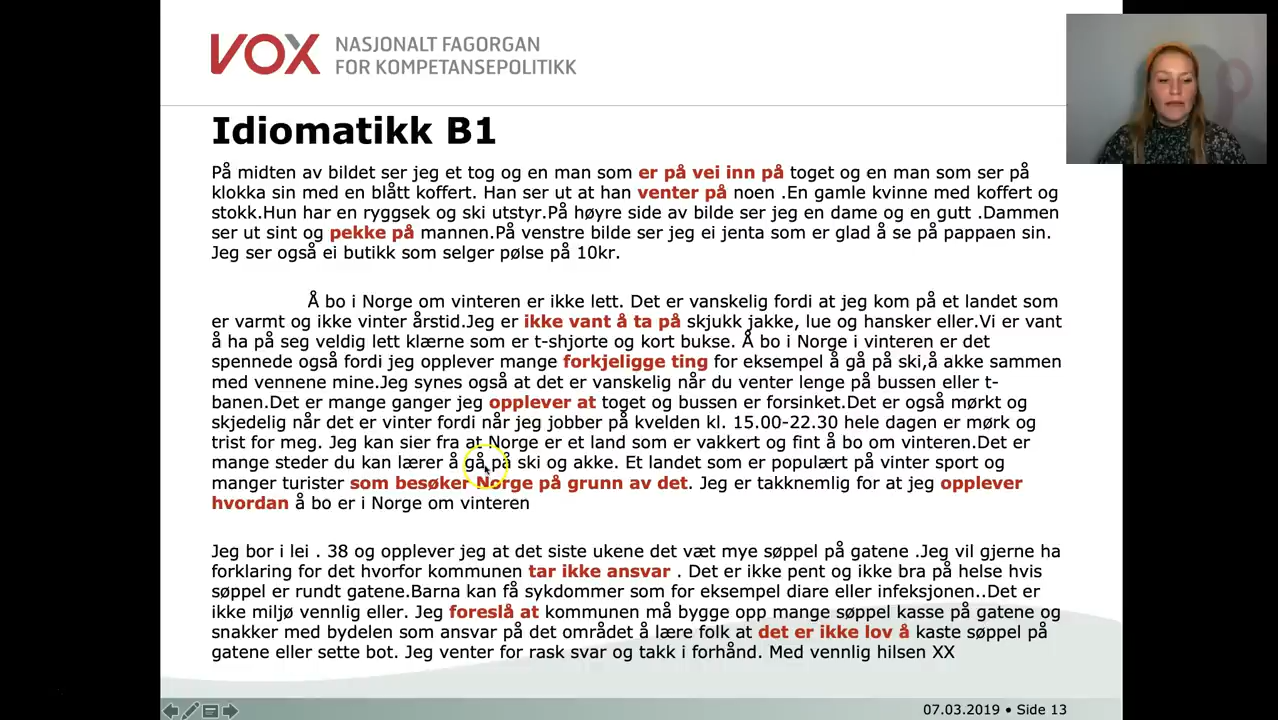 VOX NASJONALT FAGORGAN
FOR KOMPETANSEPOLITIKK
Idiomatikk B1
På midten av bildet ser jeg et tog og en man som er på vei inn på toget og en man som ser på
klokka sin med en blått koffert. Han ser ut at han venter på noen .En gamle kvinne med koffert og
stokk.Hun har en ryggsek og ski utstyr.På høyre side av bilde ser jeg en dame og en gutt .Dammen
ser ut sint og pekke på mannen.På venstre bilde ser jeg ei jenta som er glad å se på pappaen sin.
Jeg ser også ei butikk som selger pølse på 10kr.
Å bo i Norge om vinteren er ikke lett. Det er vanskelig fordi at jeg kom på et landet som
er varmt og ikke vinter årstid.Jeg er ikke vant å ta på skjukk jakke, lue og hansker eller.Vi er vant
å ha på seg veldig lett klærne som er t-shjorte og kort bukse. Å bo i Norge i vinteren er det
spennede også fordi jeg opplever mange forkjeligge ting for eksempel å gå på ski,å akke sammen
med vennene mine.Jeg synes også at det er vanskelig når du venter lenge på bussen eller t-
banen.Det er mange ganger jeg opplever at toget og bussen er forsinket.Det er også mørkt og
skjedelig når det er vinter fordi når jeg jobber på kvelden kl. 15.00-22.30 hele dagen er mørk og
trist for meg. Jeg kan sier fra at Norge er et land som er vakkert og fint å bo om vinteren.Det er
mange steder du kan lærer å gå på ski og akke. Et landet som er populært på vinter sport og
manger turister som besøker Norge på grunn av det. Jeg er takknemlig for at jeg opplever
hvordan å bo er i Norge om vinteren
Jeg bor i lei . 38 og opplever jeg at det siste ukene det væt mye søppel på gatene .Jeg vil gjerne ha
forklaring for det hvorfor kommunen tar ikke ansvar . Det er ikke pent og ikke bra på helse hvis
søppel er rundt gatene.Barna kan få sykdommer som for eksempel diare eller infeksjonen..Det er
ikke miljø vennlig eller. Jeg foreslå at kommunen må bygge opp mange søppel kasse på gatene og
snakker med bydelen som ansvar på det området å lære folk at det er ikke lov å kaste søppel på
gatene eller sette bot. Jeg venter for rask svar og takk i forhånd. Med vennlig hilsen XX
07.03.2019 • Side 13